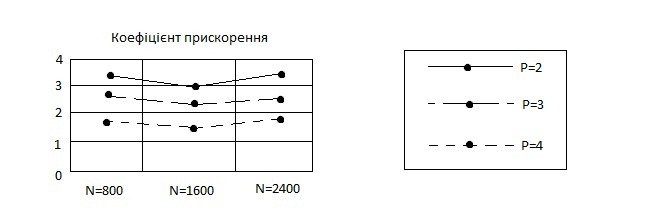 Коефіцієнт прискорення
4
3
2
1
0
N=800
N=1600
N=2400
P=2
P=3
P=4